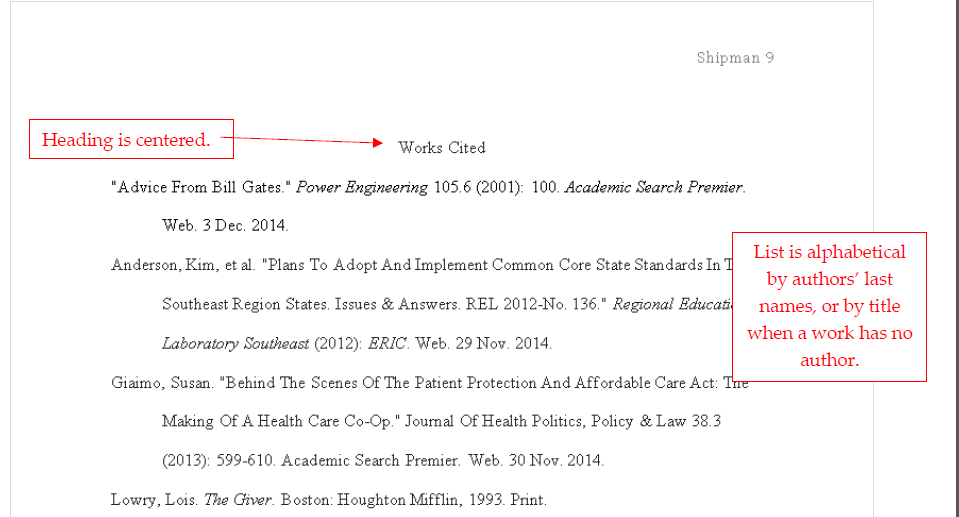 Shipman 9
Heading is centered.
Works Cited
"Advice From Bill Gates." Power Engineering 105.6 (2001): 100. Academic Search Premier.
Web. 3 Dec. 2014.
Anderson, Kim, et al. "Plans To Adopt And Implement Common Core State Standards In
Southeast Region States. Issues & Answers. REL 2012-No. 136." Regional
Laboratory Southeast (2012): ERIC. Web. 29 Nov. 2014.
Giaimo, Susan. "Behind The Scenes Of The Patient Protection And Affordable Care Act: The
Making Of A Health Care Co-Op." Journal Of Health Politics, Policy & Law 38.3
(2013): 599-610. Academic Search Premier. Web. 30 Nov. 2014.
Lowry, Lois. The Giver. Boston: Houghton Mifflin, 1993. Print.
List is alphabetical
by authors’ last
names, or by title
when a work has no
author.